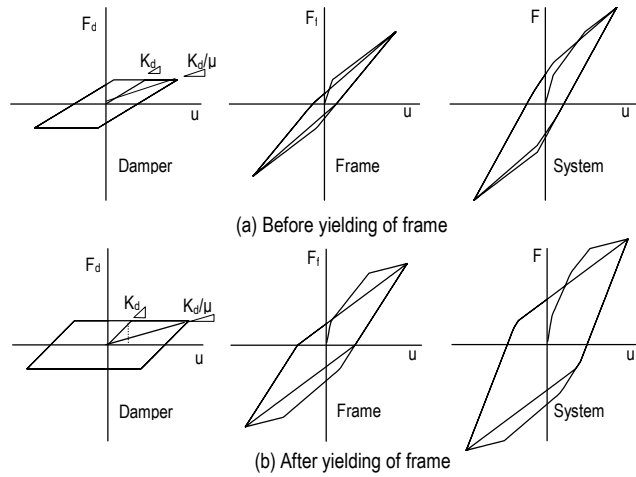 F_d
K_d
K_d/μ
u
Damper
F_f
u
Frame
F
u
System
(a) Before yielding of frame
F_d
K_d
K_d/μ
u
Damper
F_f
u
Frame
F
u
System
(b) After yielding of frame